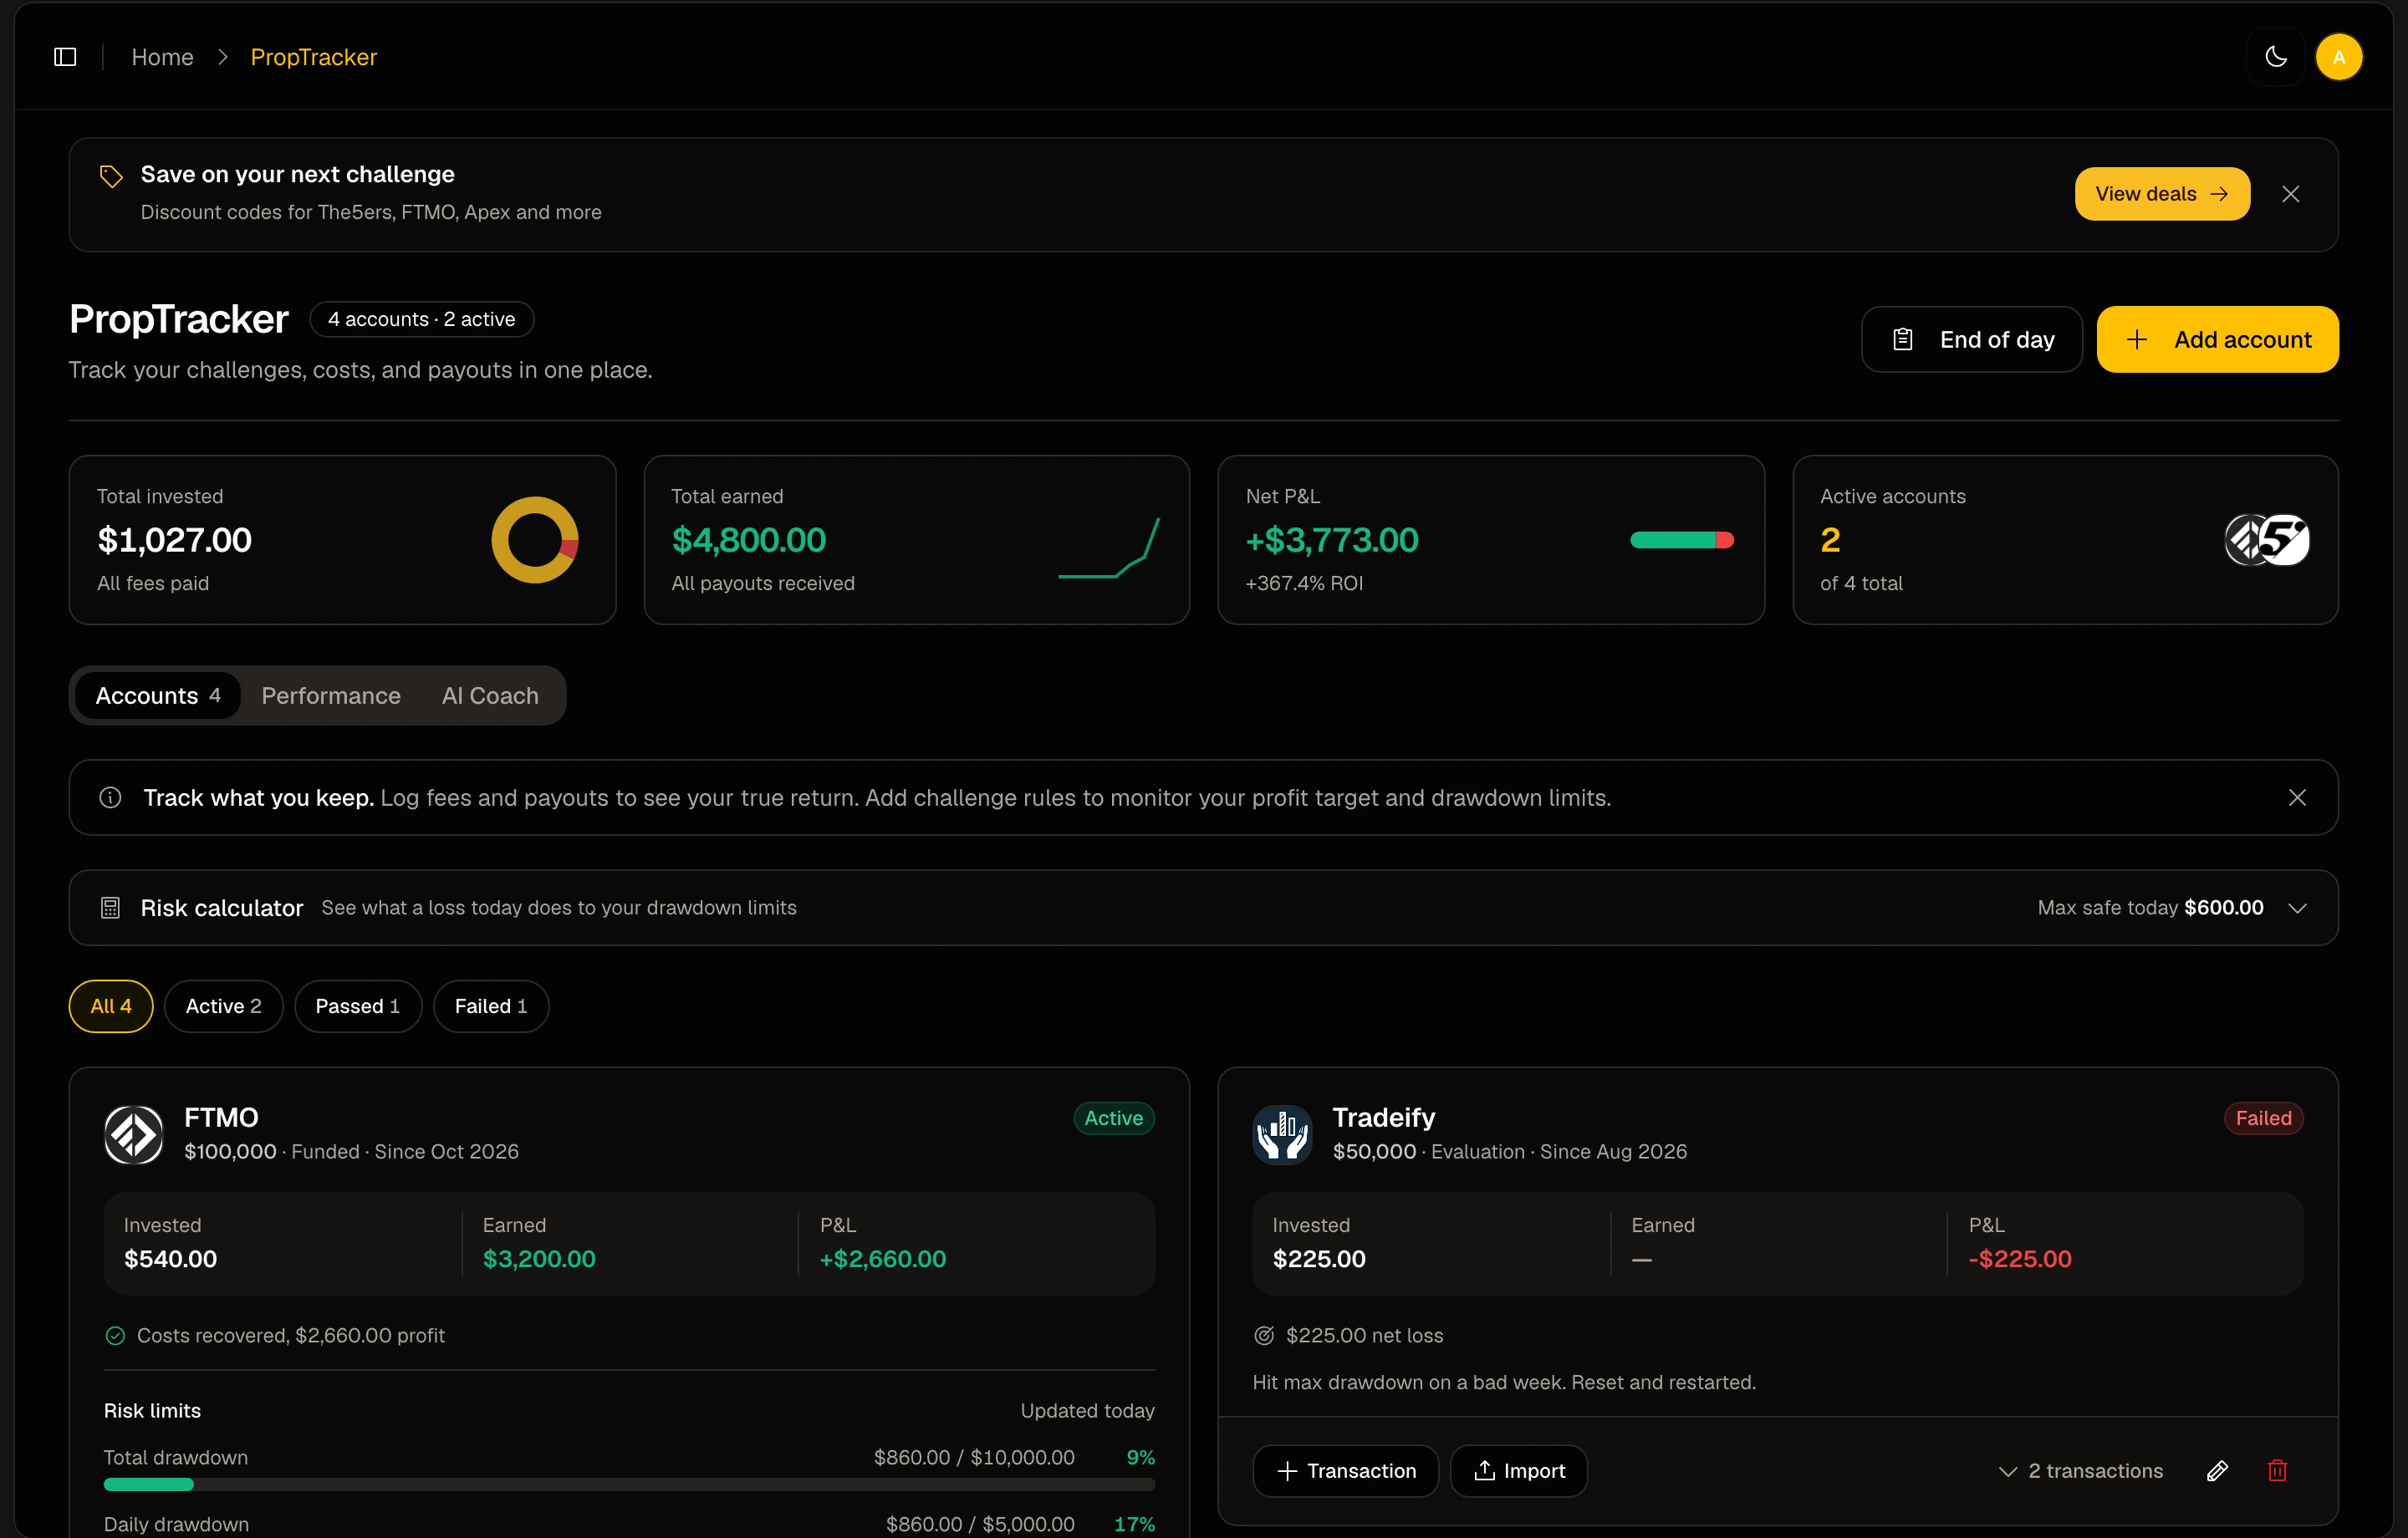 Home > PropTracker
A
Save on your next challenge
Discount codes for The5ers, FTMO, Apex and more
View deals →
PropTracker
4 accounts · 2 active
Track your challenges, costs, and payouts in one place.
End of day
+ Add account
Total invested
$1,027.00
All fees paid
Total earned
$4,800.00
All payouts received
Net P&L
+$3,773.00
+367.4% ROI
Active accounts
2
of 4 total
5
Accounts 4
Performance
AI Coach
Track what you keep. Log fees and payouts to see your true return. Add challenge rules to monitor your profit target and drawdown limits.
Risk calculator See what a loss today does to your drawdown limits
Max safe today $600.00
All 4
Active 2
Passed 1
Failed 1
FTMO
Active
$100,000 · Funded · Since Oct 2026
Invested
$540.00
Earned
$3,200.00
P&L
+$2,660.00
Costs recovered, $2,660.00 profit
Risk limits
Updated today
Total drawdown
$860.00 / $10,000.00 9%
Daily drawdown
$860.00 / $5,000.00 17%
Tradeify
Failed
$50,000 · Evaluation · Since Aug 2026
Invested
$225.00
Earned
—
P&L
-$225.00
$225.00 net loss
Hit max drawdown on a bad week. Reset and restarted.
+ Transaction
Import
2 transactions